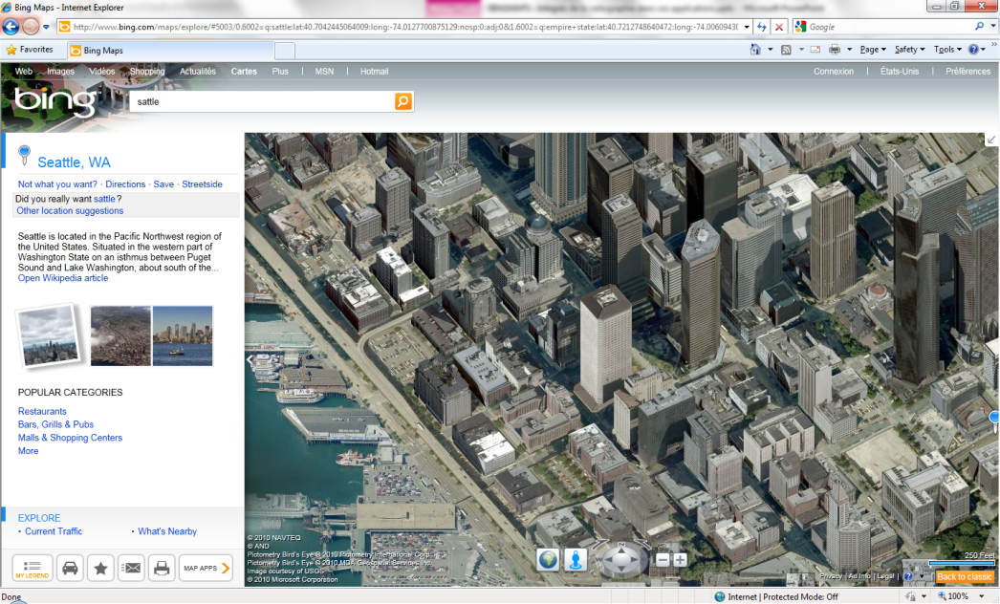 Bing Maps - Internet Explorer
http://www.bing.com/maps/explore/#5003/0.6002=q:sattle:lat:40.7042445064009:long:-74.0127700875129:nosp:0:adj:0&1.6002=q:empire+state:lat:40.7212748640472:long:-74.0060943(
Google
Favorites
Bing Maps
Page
Safety
Tools
Web Images Vidéos Shopping Actualités Cartes Plus | MSN | Hotmail
Connexion | États-Unis | Préférences
bing
sattle
Seattle, WA
Not what you want? · Directions · Save · Streetside
Did you really want sattle ?
Other location suggestions
Seattle is located in the Pacific Northwest region of
the United States. Situated in the western part of
Washington State on an isthmus between Puget
Sound and Lake Washington, about south of the...
Open Wikipedia article
POPULAR CATEGORIES
Restaurants
Bars, Grills & Pubs
Malls & Shopping Centers
More
EXPLORE
· Current Traffic
· What's Nearby
MY LEGEND
MAP APPS
© 2010 NAVTEQ
© AND
Pictometry Bird's Eye © 2010 Pictometry International Corp.
Pictometry Bird's Eye © 2010 MDA Geospatial Services Inc.
Image courtesy of USGS
© 2010 Microsoft Corporation
N
250 Feet
Privacy | Ad Info | Legal |
Back to classic
Done
Internet | Protected Mode: Off
100%